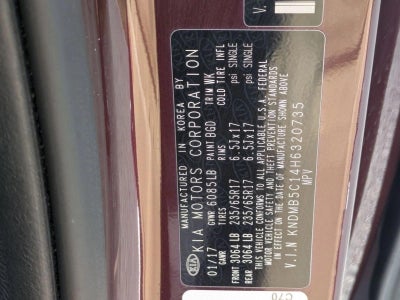 MANUFACTURED IN KOREA BY
KIA KIA MOTORS CORPORATION
01/17 GVWR 6085LB PAINT BGD TRIM WK
GAWR RIMS COLD TIRE INFL
FRONT 3064LB 235/65R17 6.5Jx17 psi SINGLE
REAR 3064LB 235/65R17 6.5Jx17 psi SINGLE
THIS VEHICLE CONFORMS TO ALL APPLICABLE U.S.A. FEDERAL
MOTOR VEHICLE SAFETY AND THEFT PREVENTION STANDARDS
IN EFFECT ON THE DATE OF MANUFACTURE SHOWN ABOVE
V.I.N KNDMB5C14H6320735
MPV
V.
C70